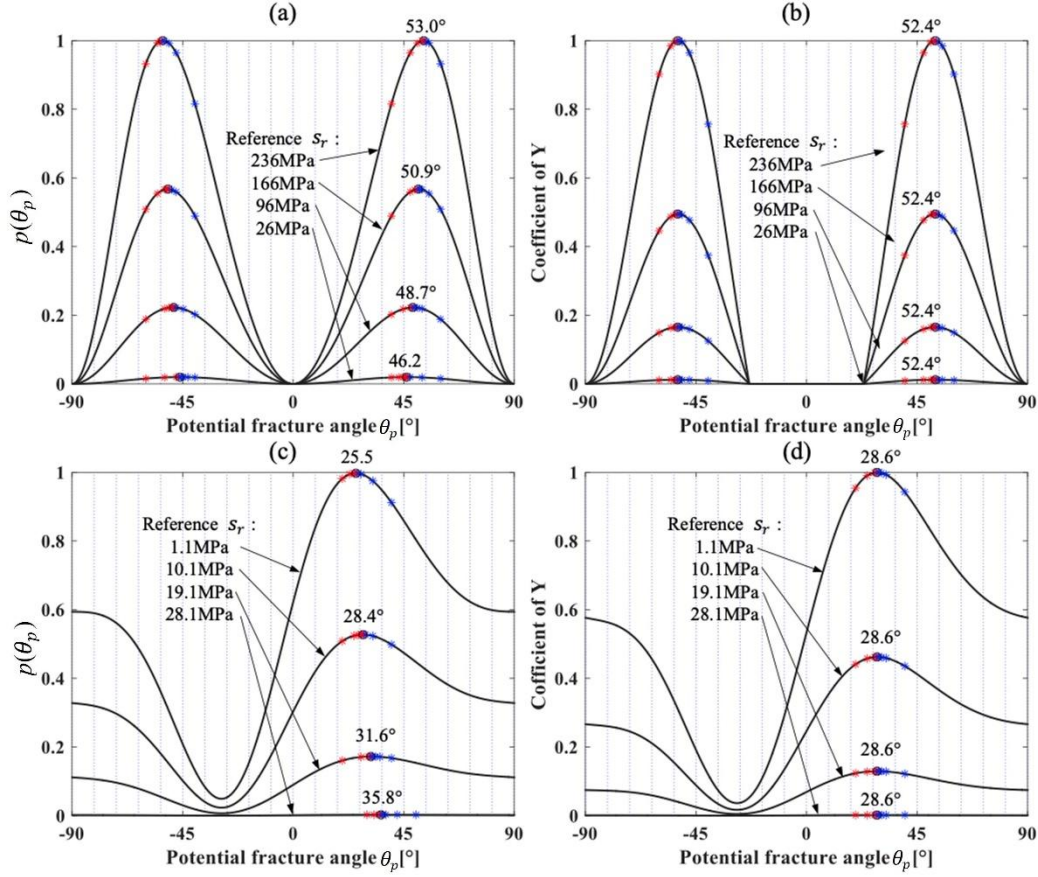 (a)
53.0°
1
0.8
0.6
0.4
0.2
0
p(θp)
Reference sr :
236MPa
166MPa
96MPa
26MPa
50.9°
48.7°
46.2
-90
-45
0
45
90
Potential fracture angle θp[°]
(b)
52.4°
1
0.8
0.6
0.4
0.2
0
Coefficient of Y
Reference sr :
236MPa
166MPa
96MPa
26MPa
52.4°
52.4°
52.4°
-90
-45
0
45
90
Potential fracture angle θp[°]
(c)
25.5
1
0.8
0.6
0.4
0.2
0
p(θp)
Reference sr :
1.1MPa
10.1MPa
19.1MPa
28.1MPa
28.4°
31.6°
35.8°
-90
-45
0
45
90
Potential fracture angle θp[°]
(d)
28.6°
1
0.8
0.6
0.4
0.2
0
Cofficient of Y
Reference sr :
1.1MPa
10.1MPa
19.1MPa
28.1MPa
28.6°
28.6°
28.6°
-90
-45
0
45
90
Potential fracture angle θp[°]